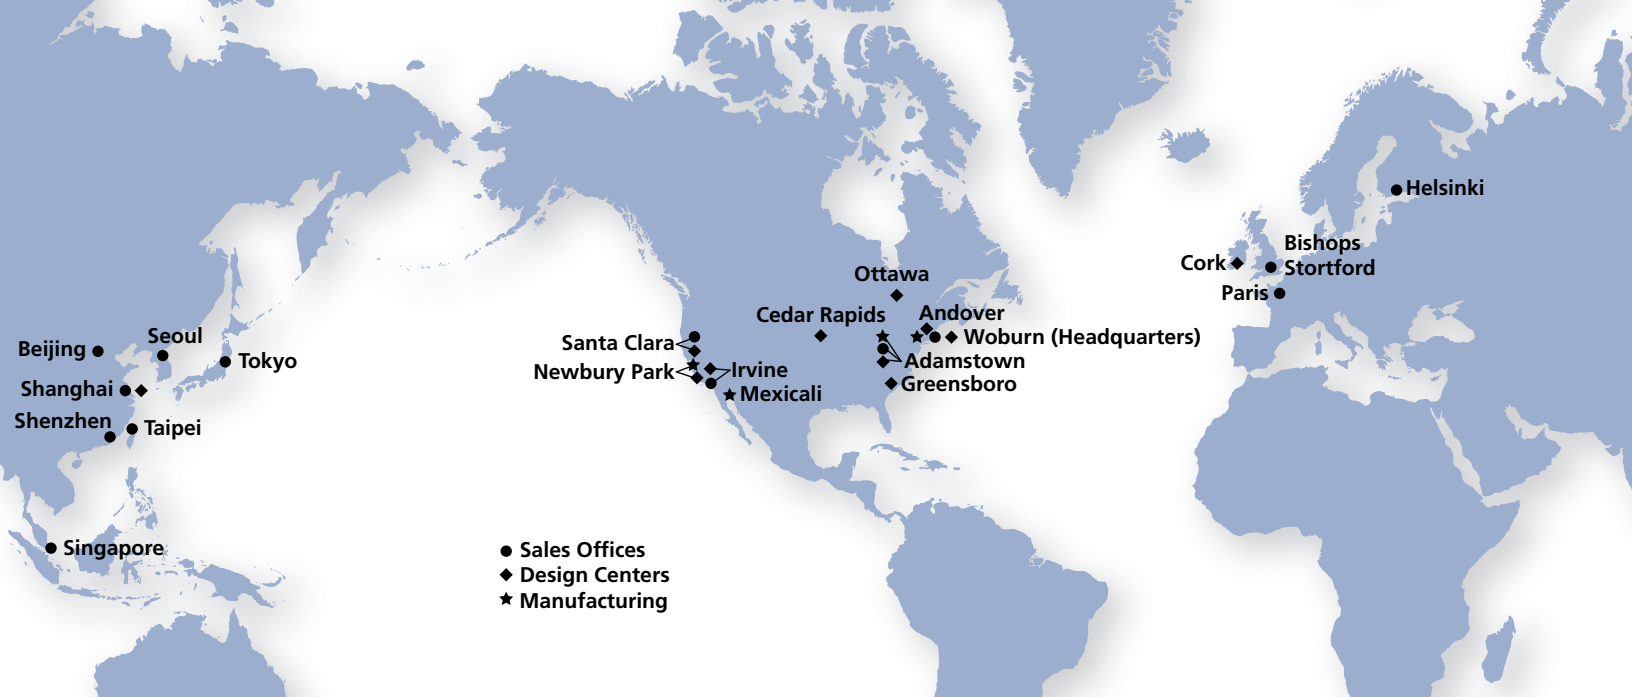 Helsinki
Bishops
Stortford
Cork
Paris
Ottawa
Cedar Rapids
Andover
Woburn (Headquarters)
Adamstown
Greensboro
Santa Clara
Newbury Park
Irvine
Mexicali
Beijing
Seoul
Tokyo
Shanghai
Shenzhen
Taipei
Singapore
Sales Offices
Design Centers
Manufacturing